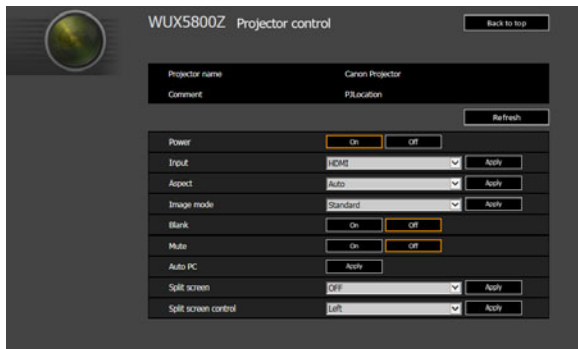 WUX5800Z Projector control Back to top
Projector name Canon Projector
Comment PJLocation
Refresh
Power On Off
Input HDMI Apply
Aspect Auto Apply
Image mode Standard Apply
Blank On Off
Mute On Off
Auto PC Apply
Split screen OFF Apply
Split screen control Left Apply